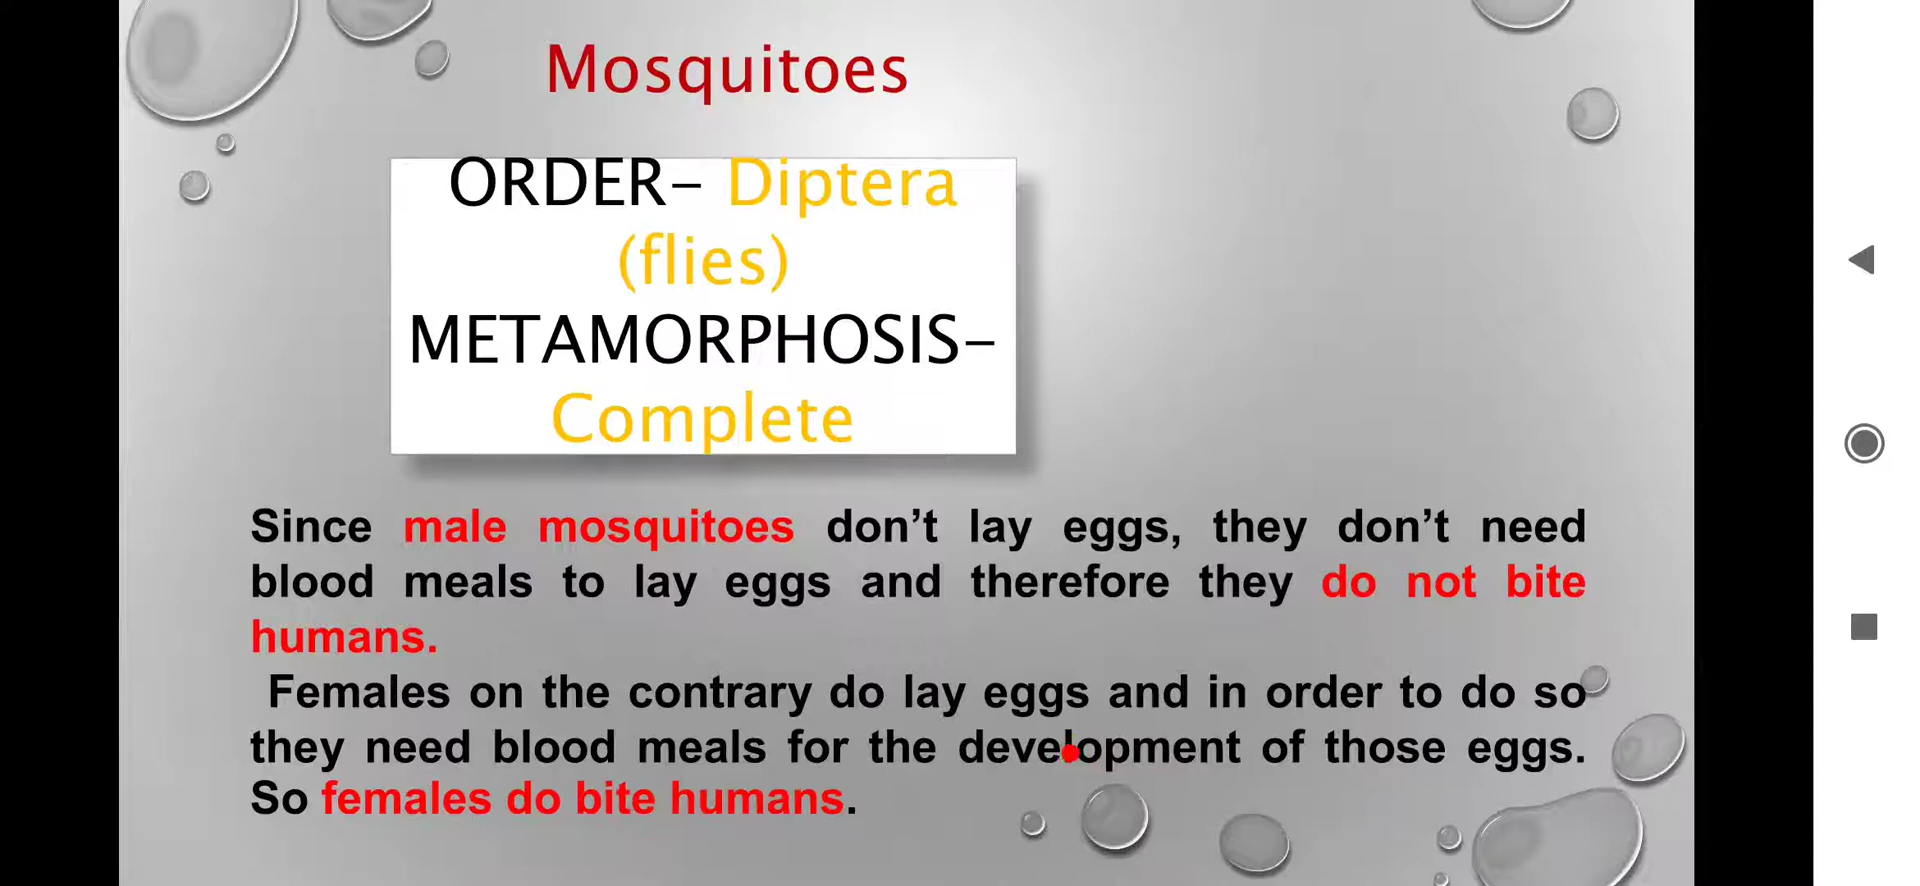 Mosquitoes
ORDER– Diptera
(flies)
METAMORPHOSIS–
Complete
Since male mosquitoes don’t lay eggs, they don’t need
blood meals to lay eggs and therefore they do not bite
humans.
Females on the contrary do lay eggs and in order to do so
they need blood meals for the development of those eggs.
So females do bite humans.